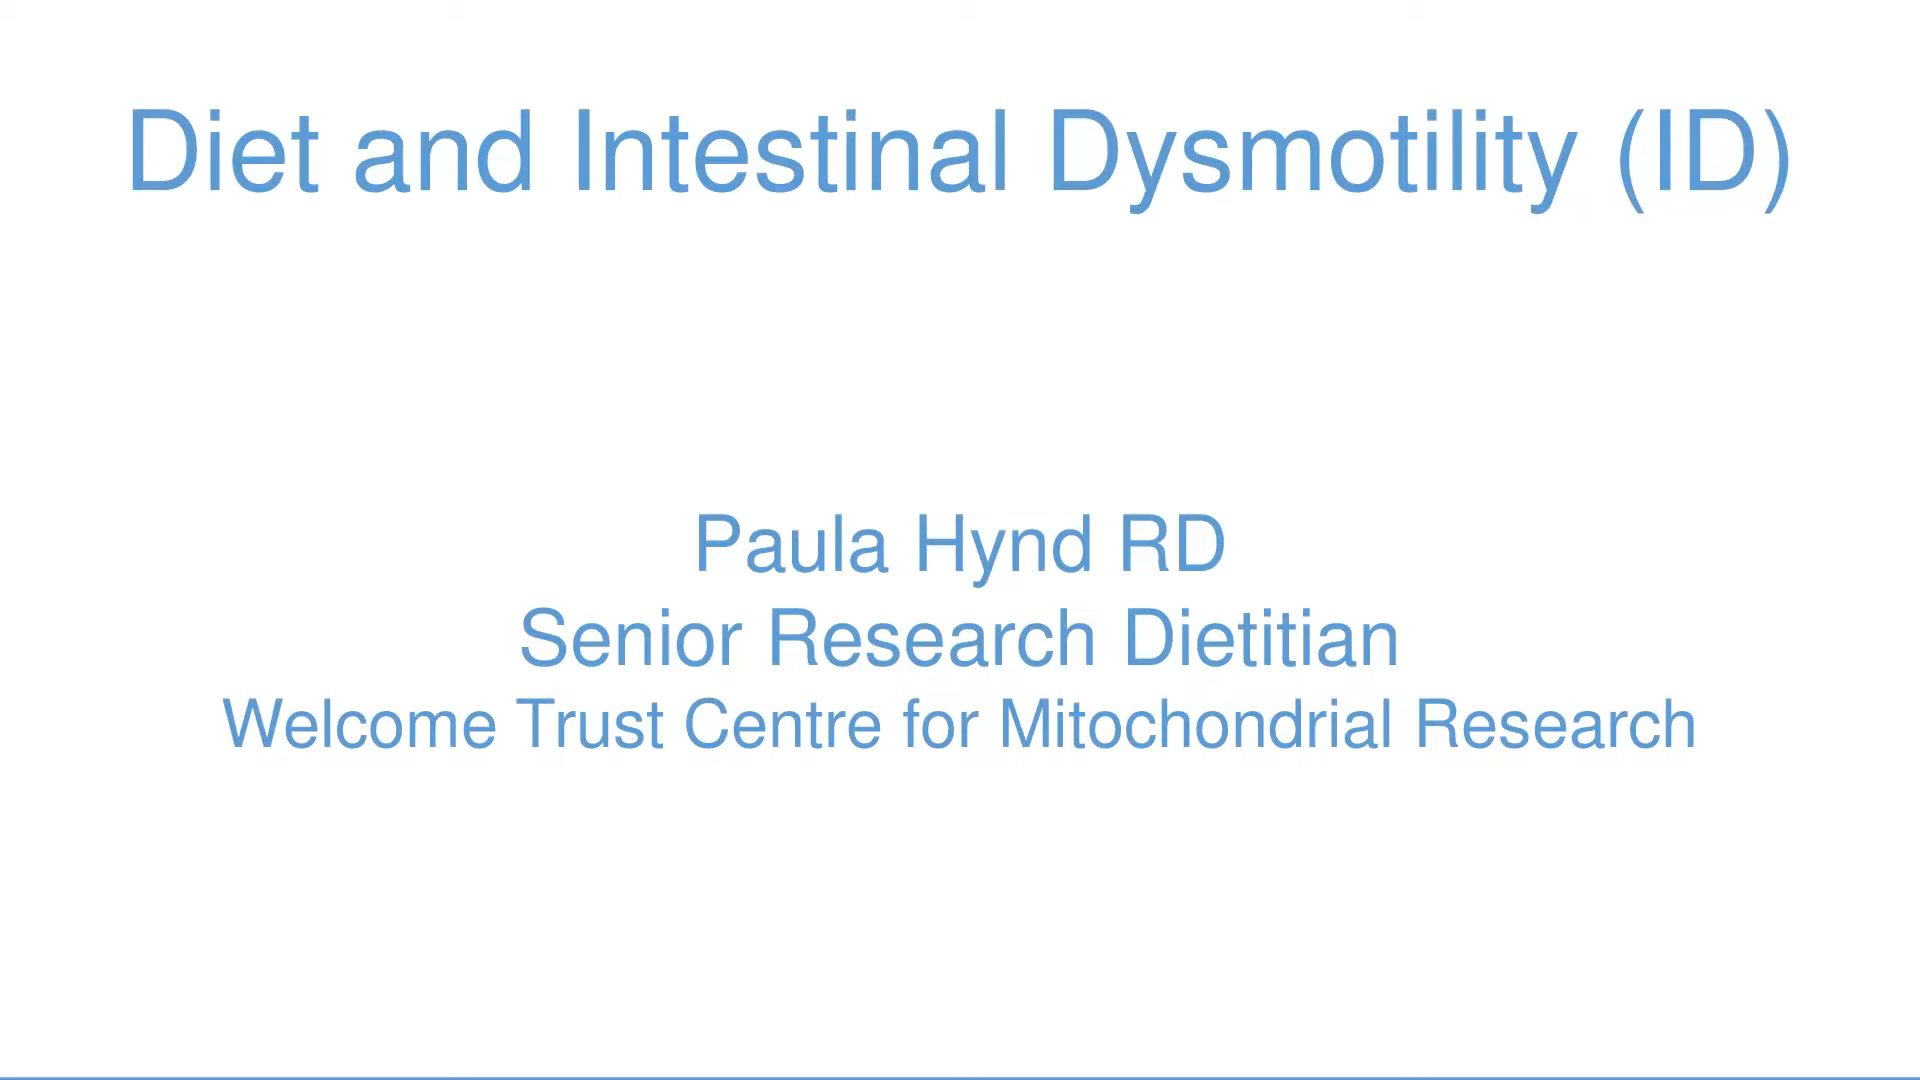 Diet and Intestinal Dysmotility (ID)
Paula Hynd RD
Senior Research Dietitian
Welcome Trust Centre for Mitochondrial Research